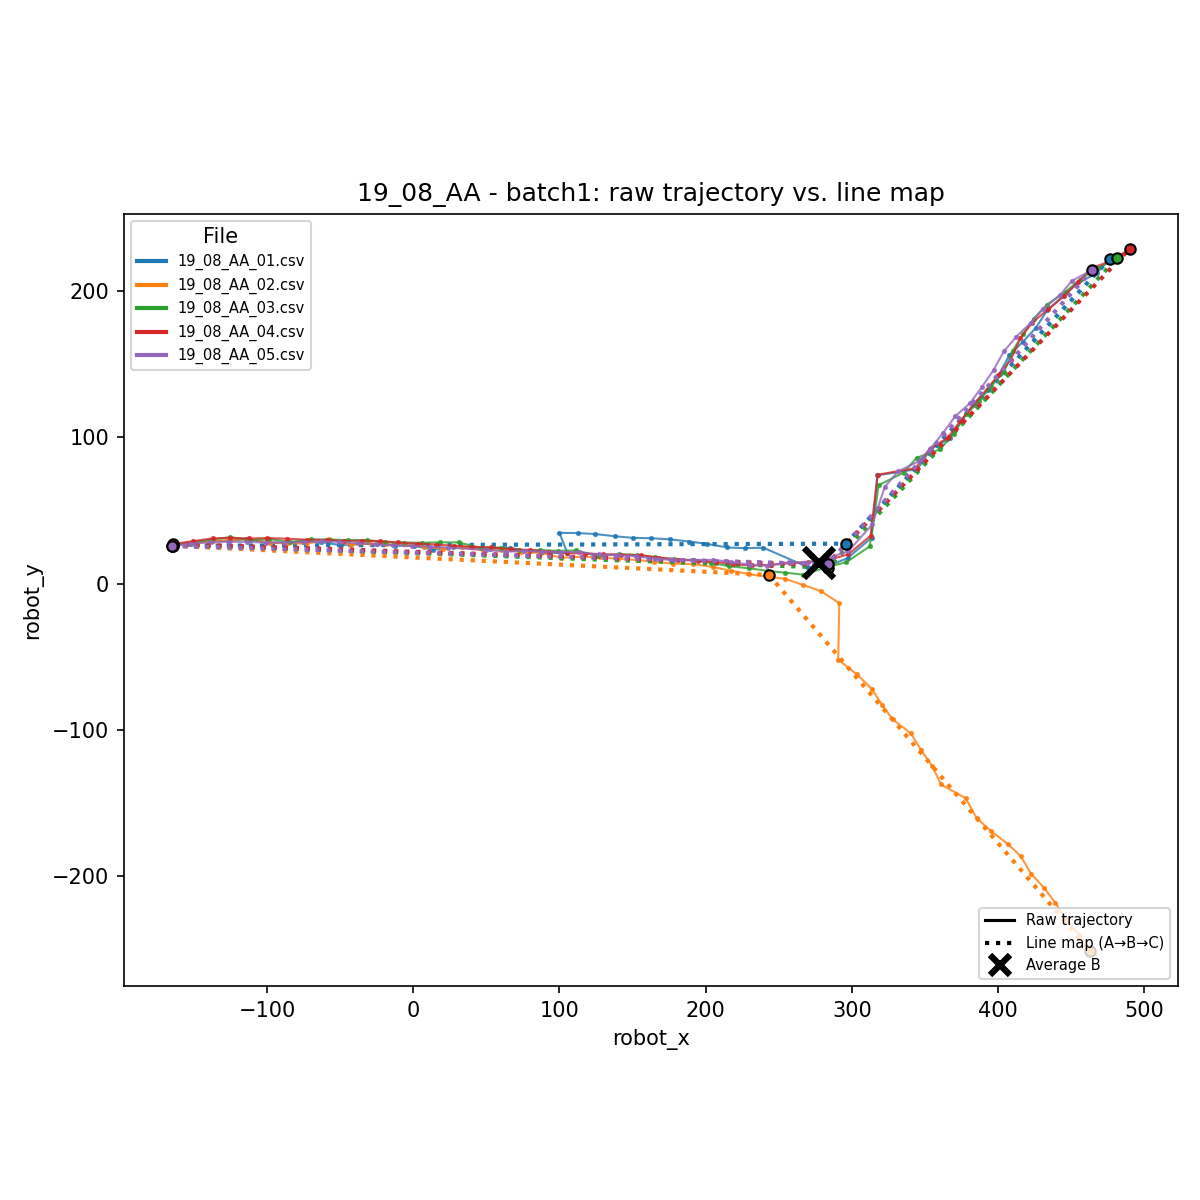 19_08_AA - batch1: raw trajectory vs. line map
File
19_08_AA_01.csv
19_08_AA_02.csv
19_08_AA_03.csv
19_08_AA_04.csv
19_08_AA_05.csv
robot_y
200
100
0
−100
−200
Raw trajectory
Line map (A→B→C)
Average B
−100
0
100
200
300
400
500
robot_x